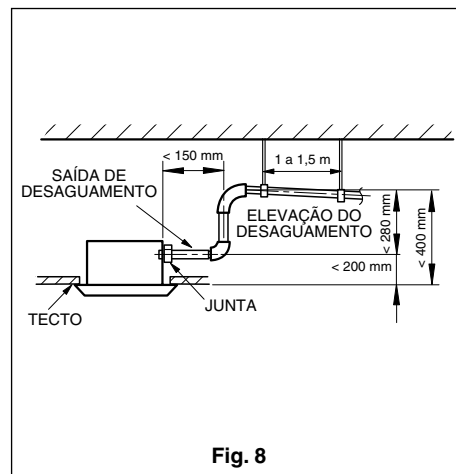 < 150 mm
1 a 1,5 m
SAÍDA DE
DESAGUAMENTO
ELEVAÇÃO DO
DESAGUAMENTO
< 280 mm
< 400 mm
< 200 mm
TECTO
JUNTA
Fig. 8